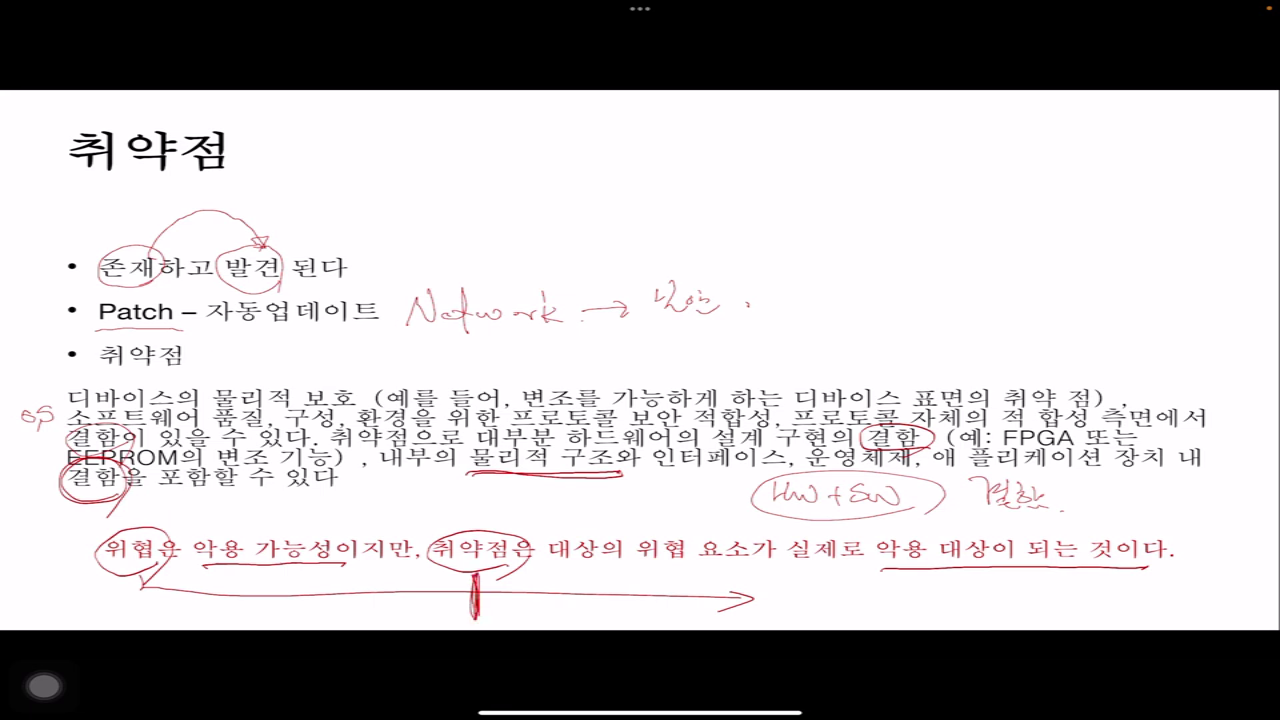 취약점
• 존재하고 발견 된다
• Patch – 자동업데이트 Network →
• 취약점
디바이스의 물리적 보호 (예를 들어, 변조를 가능하게 하는 디바이스 표면의 취약 점) ,
소프트웨어 품질, 구성, 환경을 위한 프로토콜 보안 적합성, 프로토콜 자체의 적 합성 측면에서
결함이 있을 수 있다. 취약점으로 대부분 하드웨어의 설계 구현의 결함 (예: FPGA 또는
EEPROM의 변조 기능) , 내부의 물리적 구조와 인터페이스, 운영체제, 애 플리케이션 장치 내
결함을 포함할 수 있다
HW + SW 결함.
위협은 악용 가능성이지만, 취약점은 대상의 위협 요소가 실제로 악용 대상이 되는 것이다.